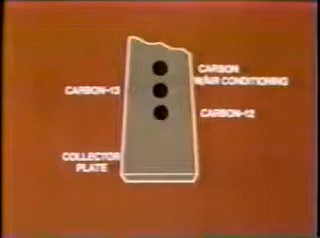 CARBON
W/AIR CONDITIONING
CARBON-13
CARBON-12
COLLECTOR
PLATE